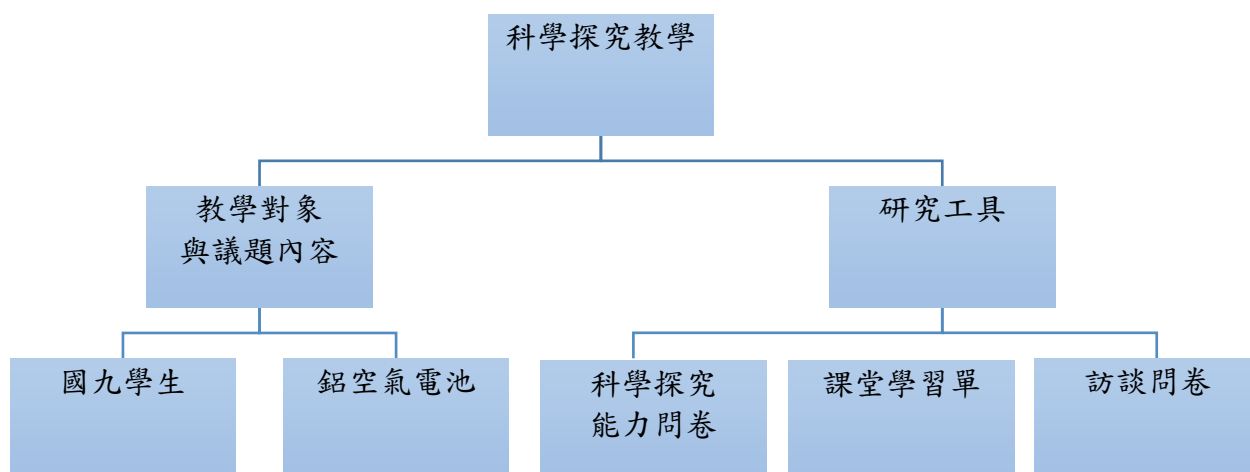 科學探究教學
教學對象
與議題內容
研究工具
國九學生
鋁空氣電池
科學探究
能力問卷
課堂學習單
訪談問卷